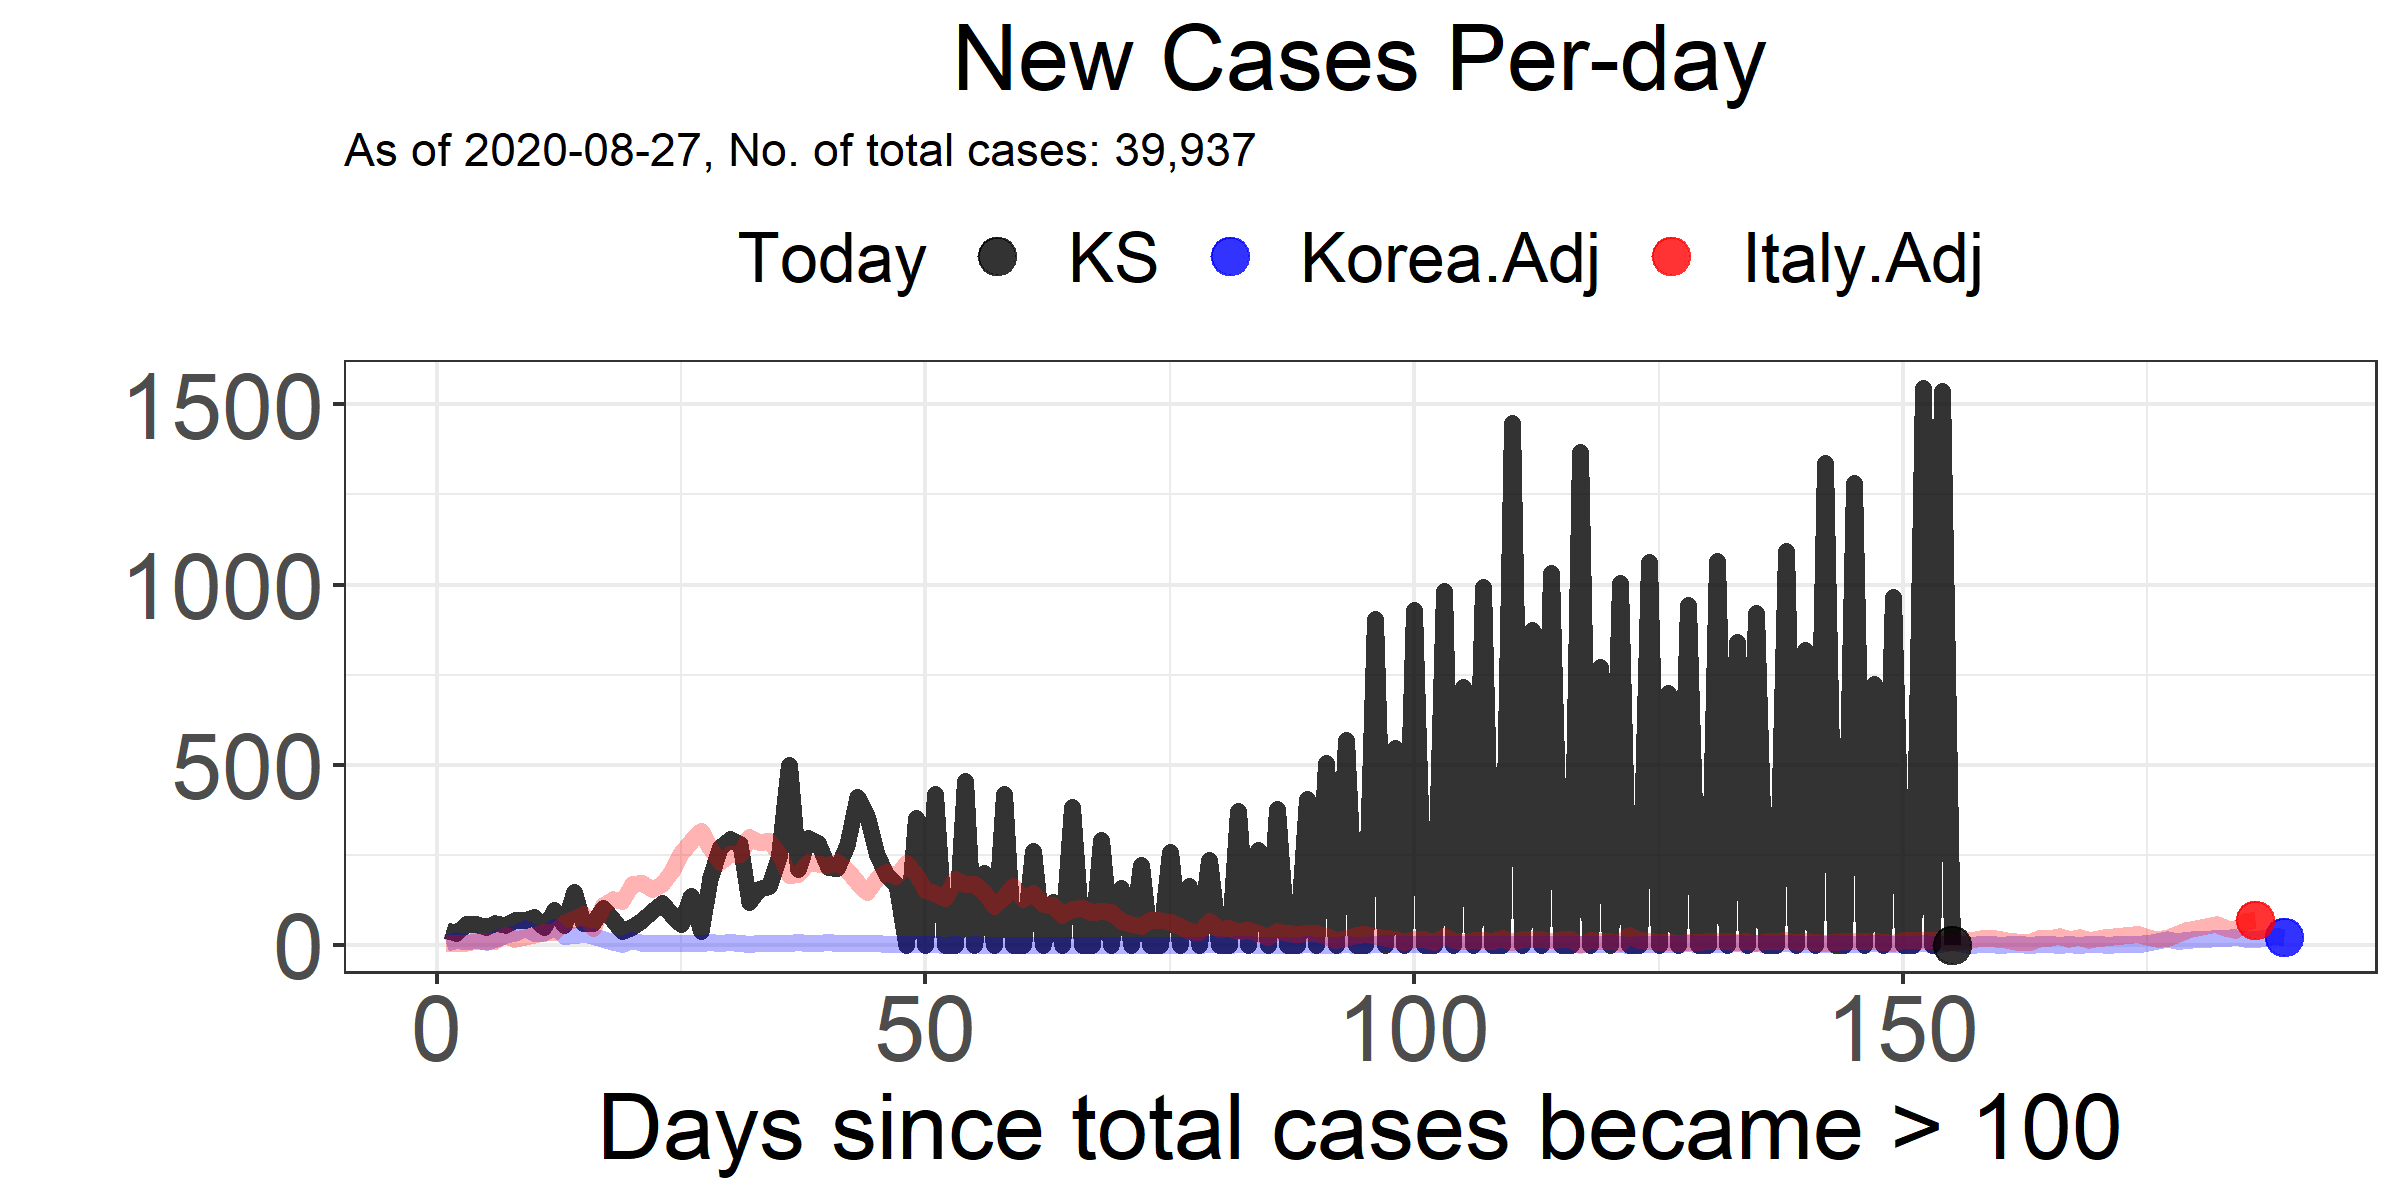 New Cases Per-day
As of 2020-08-27, No. of total cases: 39,937
Today KS Korea.Adj Italy.Adj
1500
1000
500
0
0 50 100 150
Days since total cases became > 100